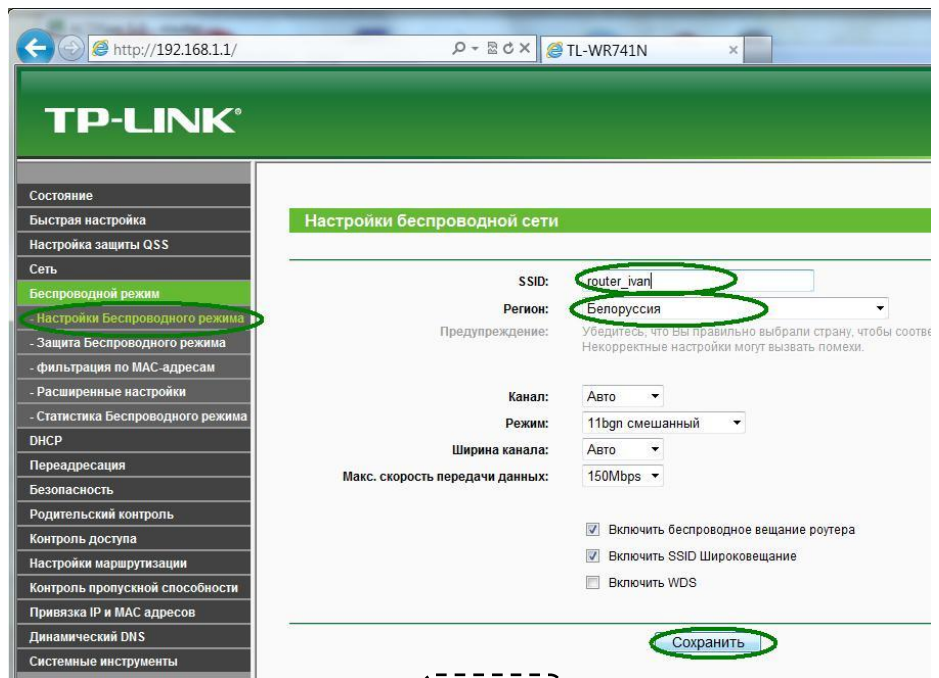 http://192.168.1.1/
TL-WR741N
TP-LINK®
Состояние
Быстрая настройка
Настройка защиты QSS
Сеть
Беспроводной режим
- Настройки Беспроводного режима
- Защита Беспроводного режима
- фильтрация по MAC-адресам
- Расширенные настройки
- Статистика Беспроводного режима
DHCP
Переадресация
Безопасность
Родительский контроль
Контроль доступа
Настройки маршрутизации
Контроль пропускной способности
Привязка IP и MAC адресов
Динамический DNS
Системные инструменты
Настройки беспроводной сети
SSID: router_ivan
Регион: Белоруссия
Предупреждение: Убедитесь, что Вы правильно выбрали страну, чтобы соотве
Некорректные настройки могут вызвать помехи.
Канал: Авто
Режим: 11bgn смешанный
Ширина канала: Авто
Макс. скорость передачи данных: 150Mbps
Включить беспроводное вещание роутера
Включить SSID Широковещание
Включить WDS
Сохранить